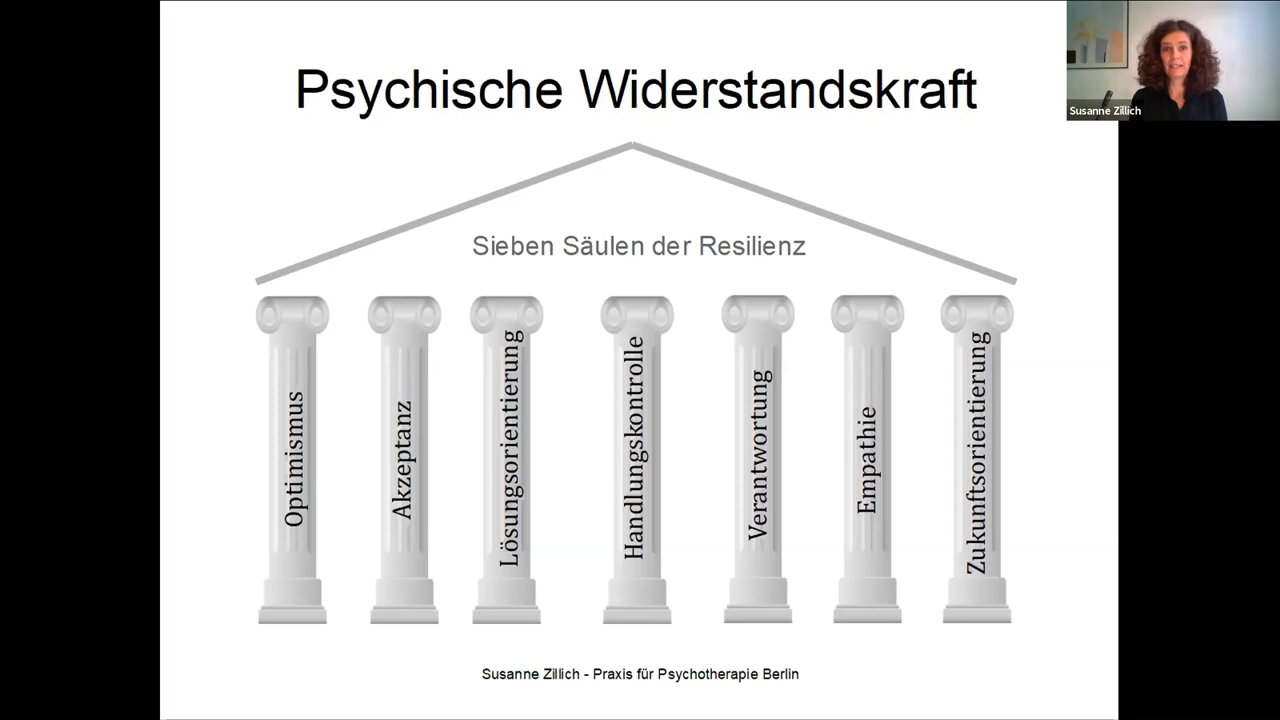 Psychische Widerstandskraft
Susanne Zillich
Sieben Säulen der Resilienz
Optimismus
Akzeptanz
Lösungsorientierung
Handlungskontrolle
Verantwortung
Empathie
Zukunftsorientierung
Susanne Zillich - Praxis für Psychotherapie Berlin